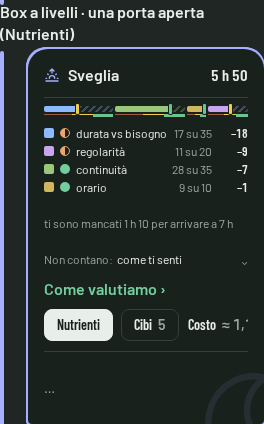 Box a livelli · una porta aperta
(Nutrienti)
Sveglia 5 h 50
durata vs bisogno 17 su 35 −18
regolarità 11 su 20 −9
continuità 28 su 35 −7
orario 9 su 10 −1
ti sono mancati 1 h 10 per arrivare a 7 h
Non contano: come ti senti
Come valutiamo ›
Nutrienti Cibi 5 Costo ≈ 1,
...